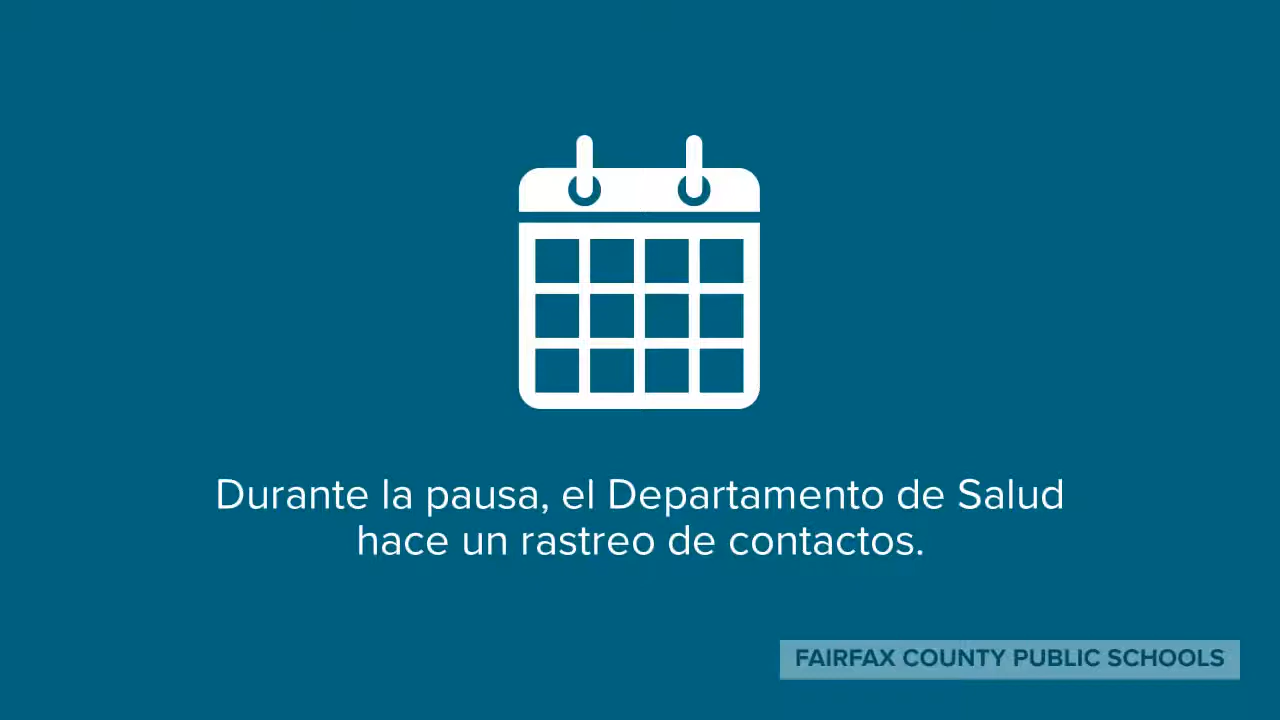 Durante la pausa, el Departamento de Salud
hace un rastreo de contactos.
FAIRFAX COUNTY PUBLIC SCHOOLS